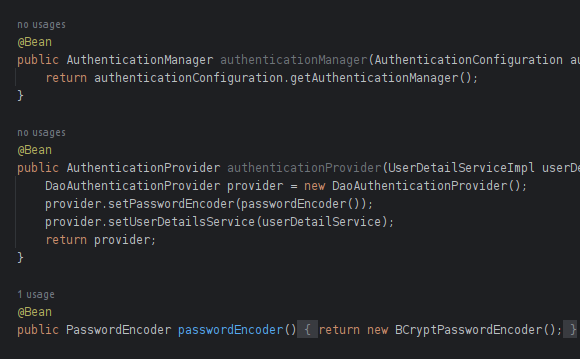 no usages
@Bean
public AuthenticationManager authenticationManager(AuthenticationConfiguration
return authenticationConfiguration.getAuthenticationManager();
}
no usages
@Bean
public AuthenticationProvider authenticationProvider(UserDetailServiceImpl
DaoAuthenticationProvider provider = new DaoAuthenticationProvider();
provider.setPasswordEncoder(passwordEncoder());
provider.setUserDetailsService(userDetailService);
return provider;
}
1 usage
@Bean
public PasswordEncoder passwordEncoder() { return new BCryptPasswordEncoder(); }